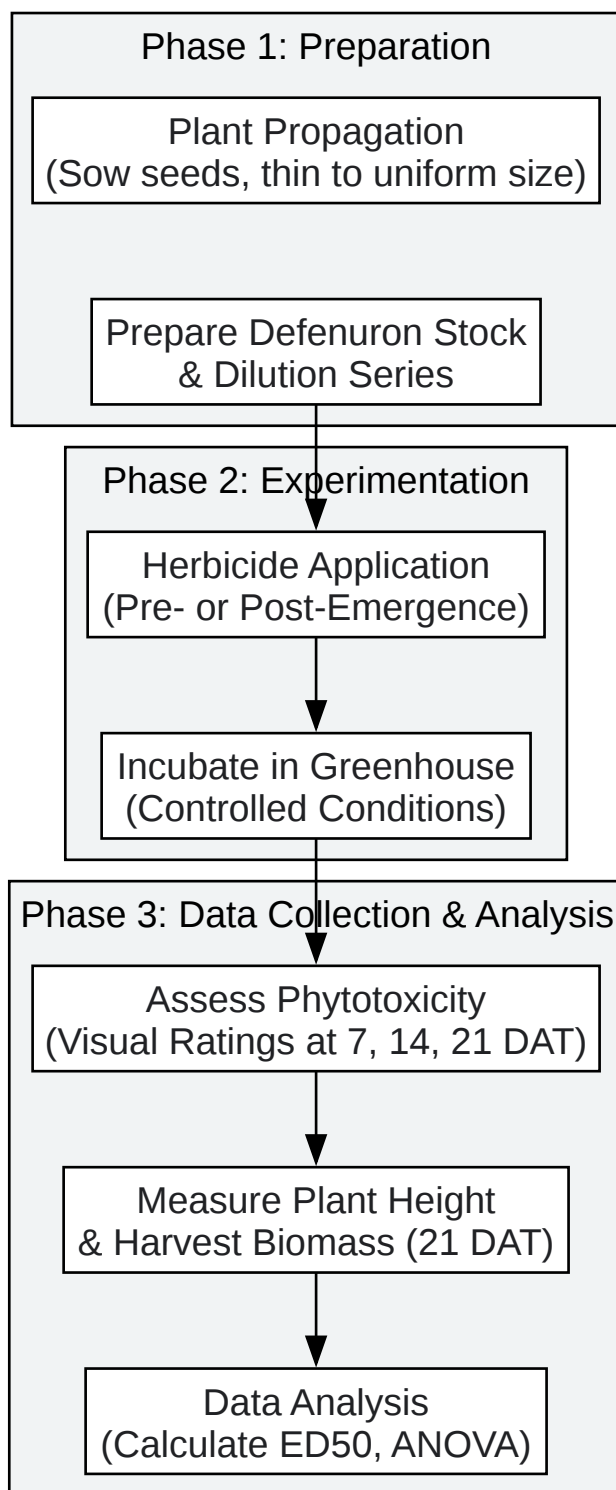 Phase 1: Preparation
Plant Propagation
(Sow seeds, thin to uniform size)
Prepare Defenuron Stock
& Dilution Series
Phase 2: Experimentation
Herbicide Application
(Pre- or Post-Emergence)
Incubate in Greenhouse
(Controlled Conditions)
Phase 3: Data Collection & Analysis
Assess Phytotoxicity
(Visual Ratings at 7, 14, 21 DAT)
Measure Plant Height
& Harvest Biomass (21 DAT)
Data Analysis
(Calculate ED50, ANOVA)